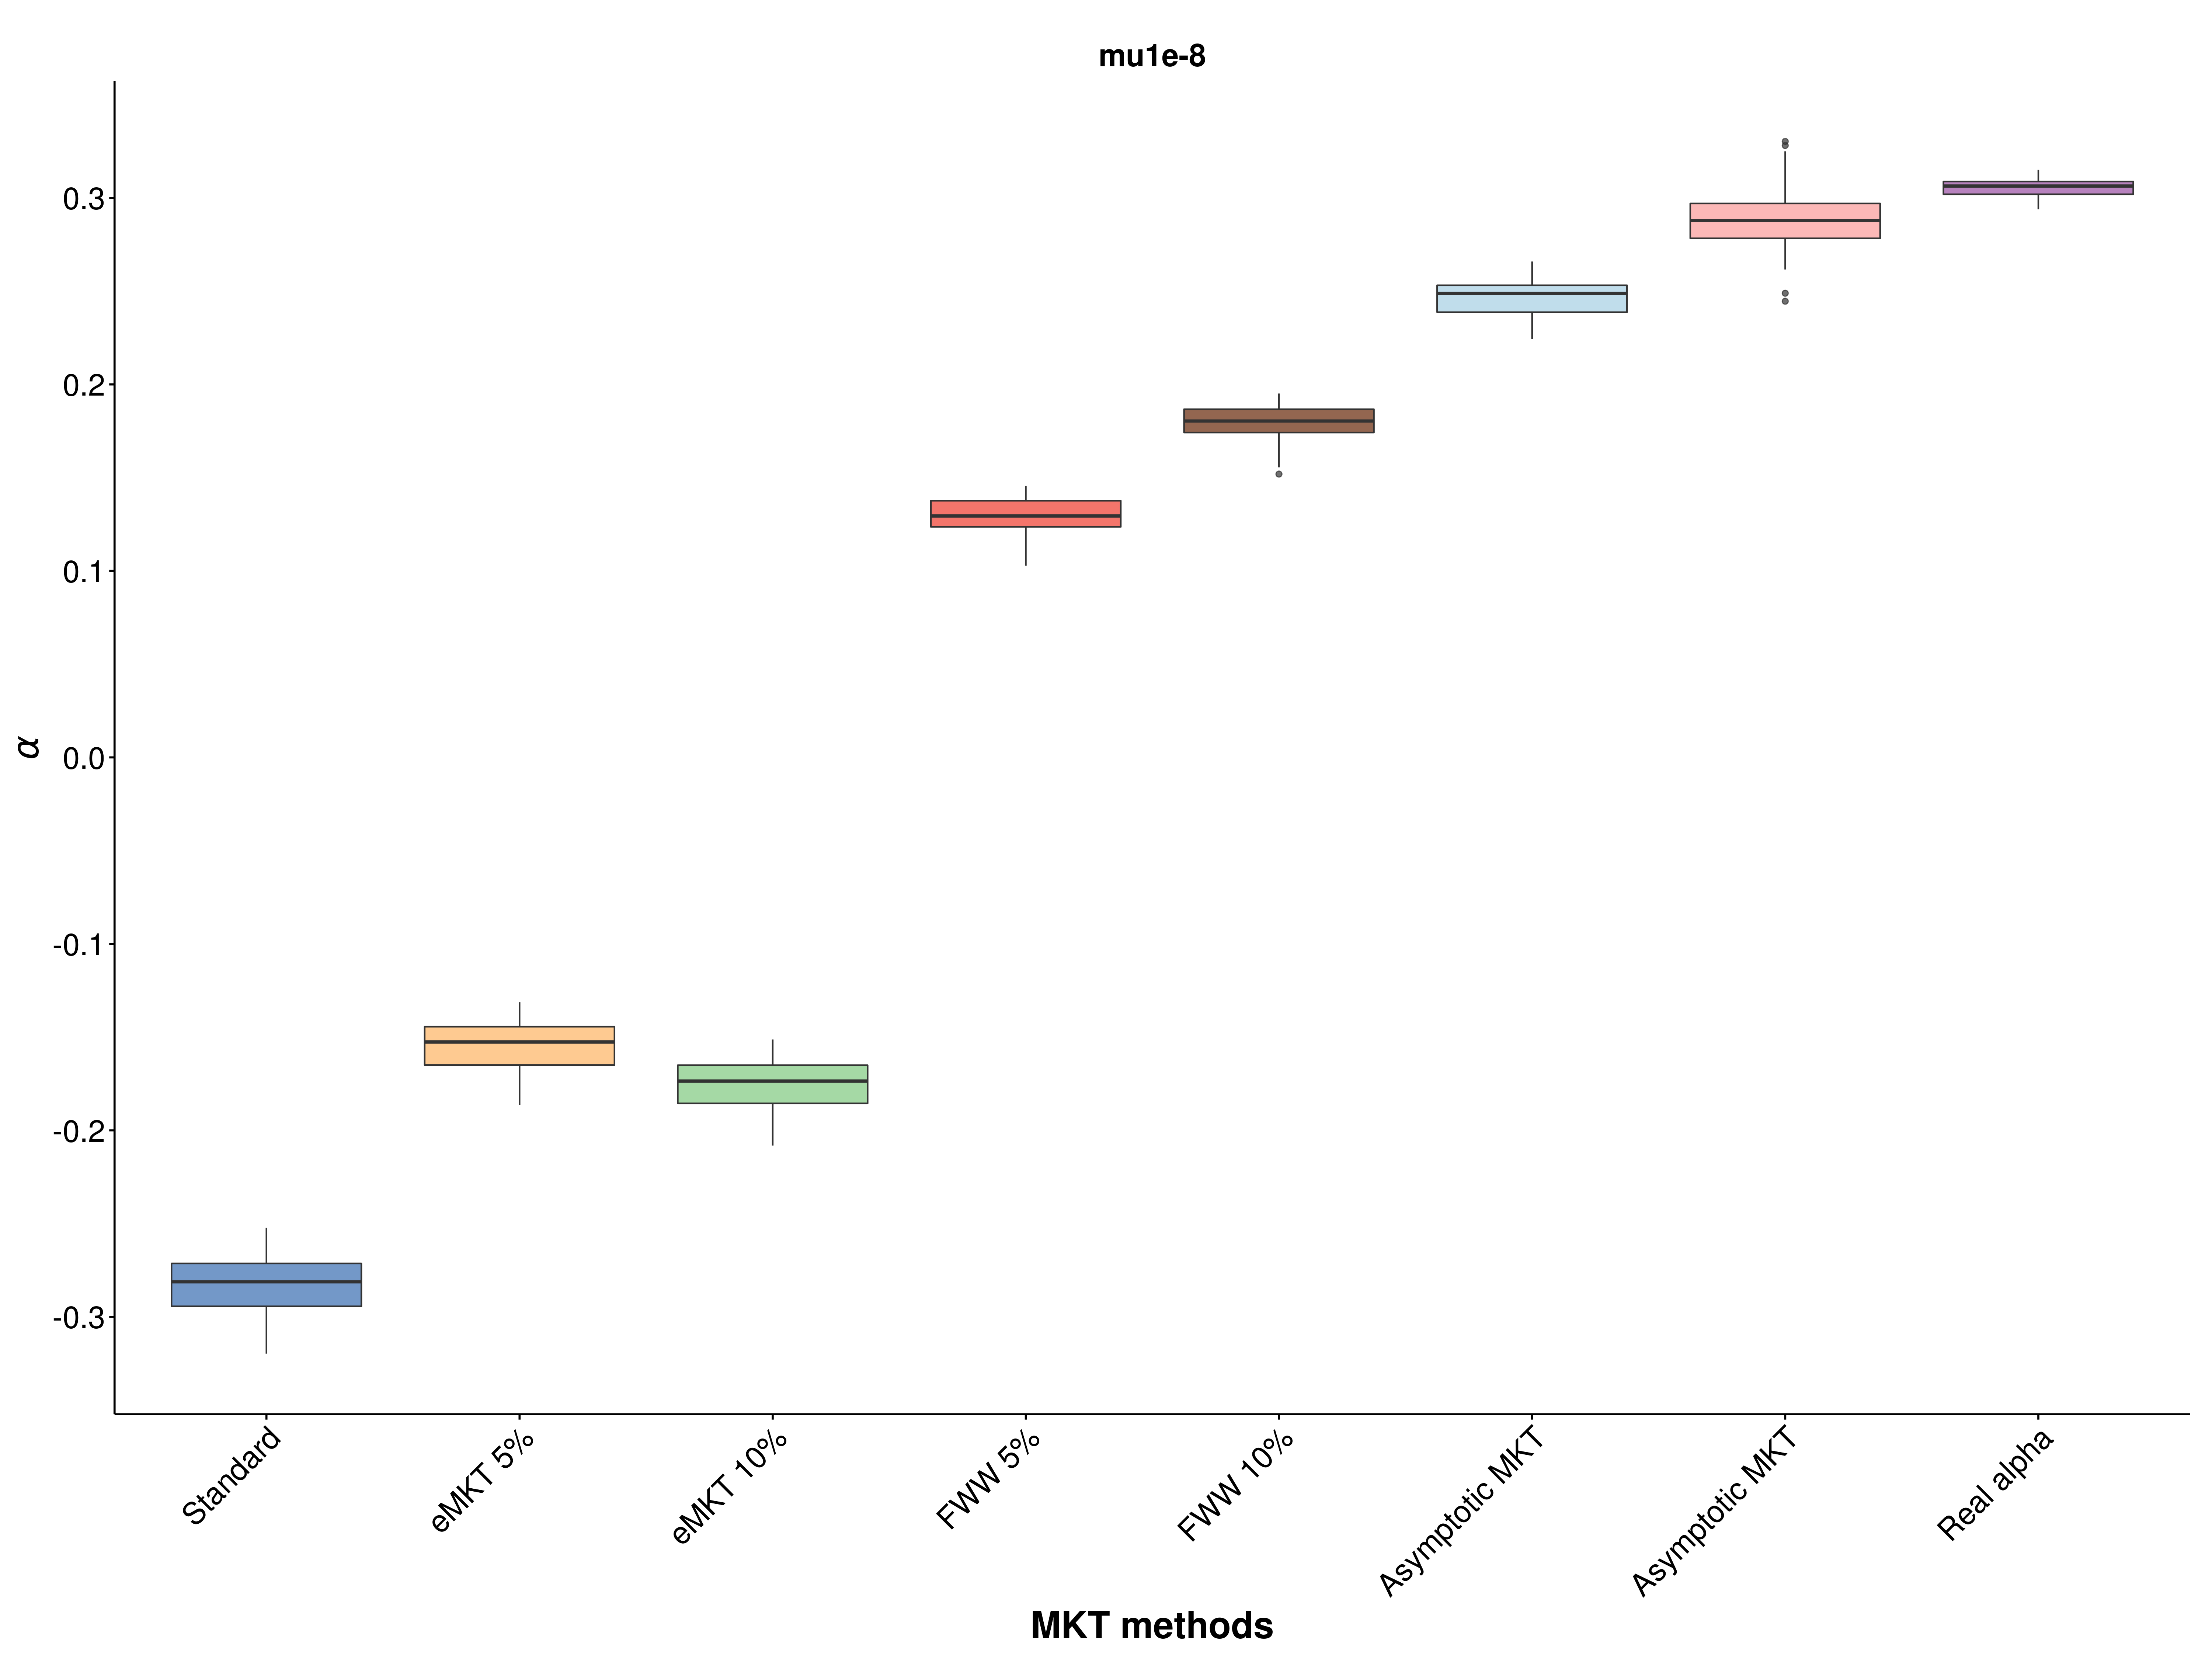 mu1e-8
0.3
0.2
0.1
0.0
-0.1
-0.2
-0.3
α
Standard
eMKT 5%
eMKT 10%
FWW 5%
FWW 10%
Asymptotic MKT
Asymptotic MKT
Real alpha
MKT methods